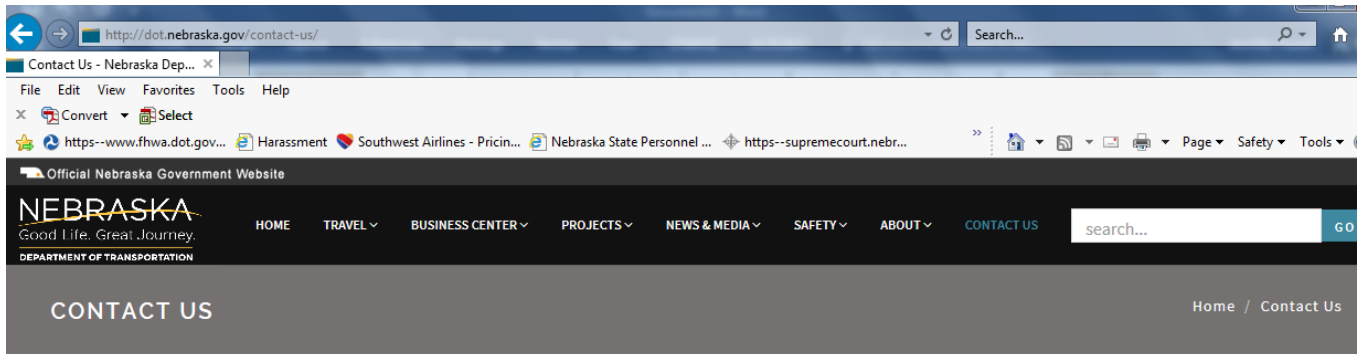 http://dot.nebraska.gov/contact-us/
Search...
Contact Us - Nebraska Dep...
File Edit View Favorites Tools Help
Convert Select
https--www.fhwa.dot.gov... Harassment Southwest Airlines - Pricin... Nebraska State Personnel ... https--supremecourt.nebr... Page Safety Tools
Official Nebraska Government Website
NEBRASKA
Good Life. Great Journey.
DEPARTMENT OF TRANSPORTATION
HOME TRAVEL BUSINESS CENTER PROJECTS NEWS & MEDIA SAFETY ABOUT CONTACT US search... GO
CONTACT US
Home / Contact Us